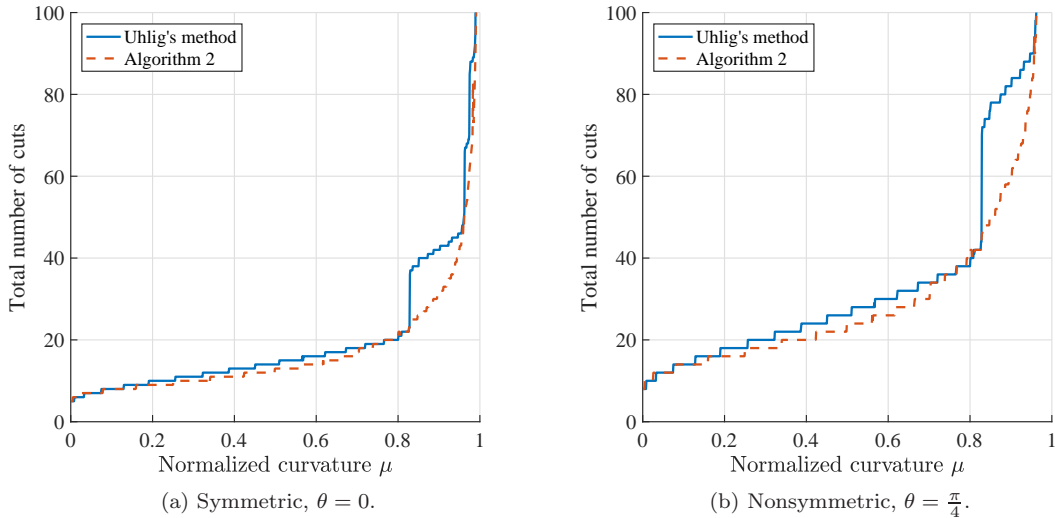 100
80
60
40
20
0
Total number of cuts
Uhlig's method
Algorithm 2
0 0.2 0.4 0.6 0.8 1
Normalized curvature μ
(a) Symmetric, θ = 0.
100
80
60
40
20
0
Total number of cuts
Uhlig's method
Algorithm 2
0 0.2 0.4 0.6 0.8 1
Normalized curvature μ
(b) Nonsymmetric, θ = π/4.